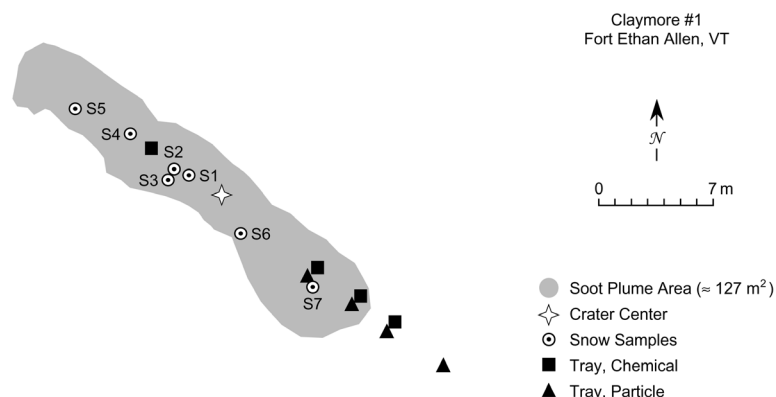 Claymore #1
Fort Ethan Allen, VT
S5
S4
S2
S3
S1
S6
S7
N
0 7 m
Soot Plume Area (≈ 127 m²)
Crater Center
Snow Samples
Tray, Chemical
Tray, Particle